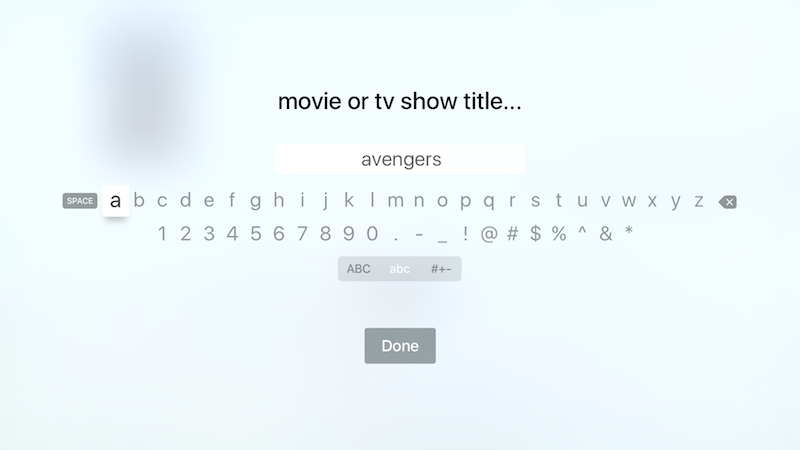 movie or tv show title...
avengers
SPACE a b c d e f g h i j k l m n o p q r s t u v w x y z
1 2 3 4 5 6 7 8 9 0 . - _ ! @ # $ % ^ & *
ABC abc #+-
Done